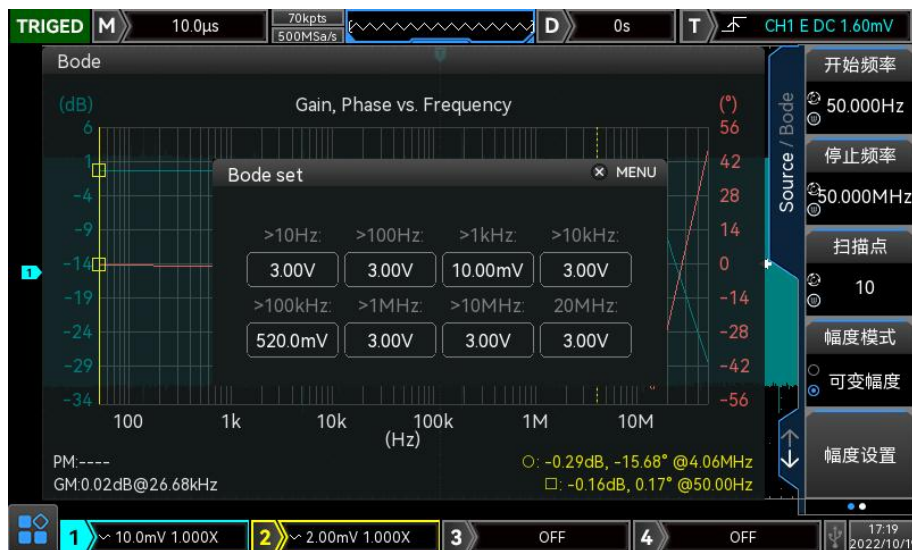 TRIGED M 10.0μs 70kpts D 0s T CH1 E DC 1.60mV
500MSa/s
Bode
Gain, Phase vs. Frequency
(dB)
(°)
6
1
-4
-9
-14
-19
-24
-29
-34
56
42
28
14
0
-14
-28
-42
-56
Bode set
MENU
>10Hz: >100Hz: >1kHz: >10kHz:
3.00V 3.00V 10.00mV 3.00V
>100kHz: >1MHz: >10MHz: 20MHz:
520.0mV 3.00V 3.00V 3.00V
100 1k 10k 100k 1M 10M
(Hz)
PM:----
GM:0.02dB@26.68kHz
O: -0.29dB, -15.68° @4.06MHz
□: -0.16dB, 0.17° @50.00Hz
1
T
Source / Bode
开始频率
50.000Hz
停止频率
50.000MHz
扫描点
10
幅度模式
可变幅度
幅度设置
1 10.0mV 1.000X 2 2.00mV 1.000X 3 OFF 4 OFF
17:19
2022/10/19